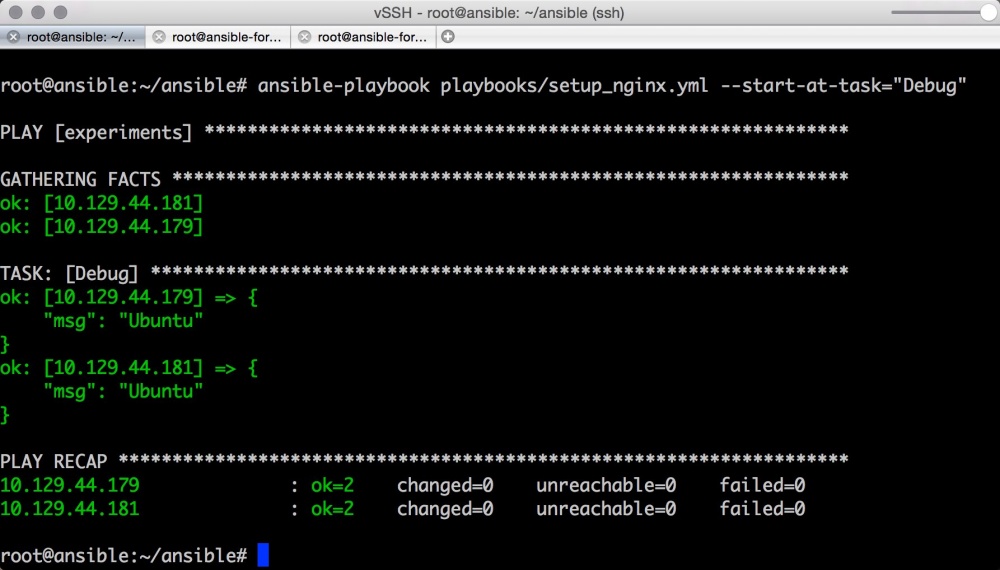 vSSH - root@ansible: ~/ansible (ssh)
root@ansible: ~/... root@ansible-for... root@ansible-for...
root@ansible:~/ansible# ansible-playbook playbooks/setup_nginx.yml --start-at-task="Debug"
PLAY [experiments] ************************************************************
GATHERING FACTS ***************************************************************
ok: [10.129.44.181]
ok: [10.129.44.179]
TASK: [Debug] *****************************************************************
ok: [10.129.44.179] => {
    "msg": "Ubuntu"
}
ok: [10.129.44.181] => {
    "msg": "Ubuntu"
}
PLAY RECAP ********************************************************************
10.129.44.179              : ok=2    changed=0    unreachable=0    failed=0
10.129.44.181              : ok=2    changed=0    unreachable=0    failed=0
root@ansible:~/ansible#